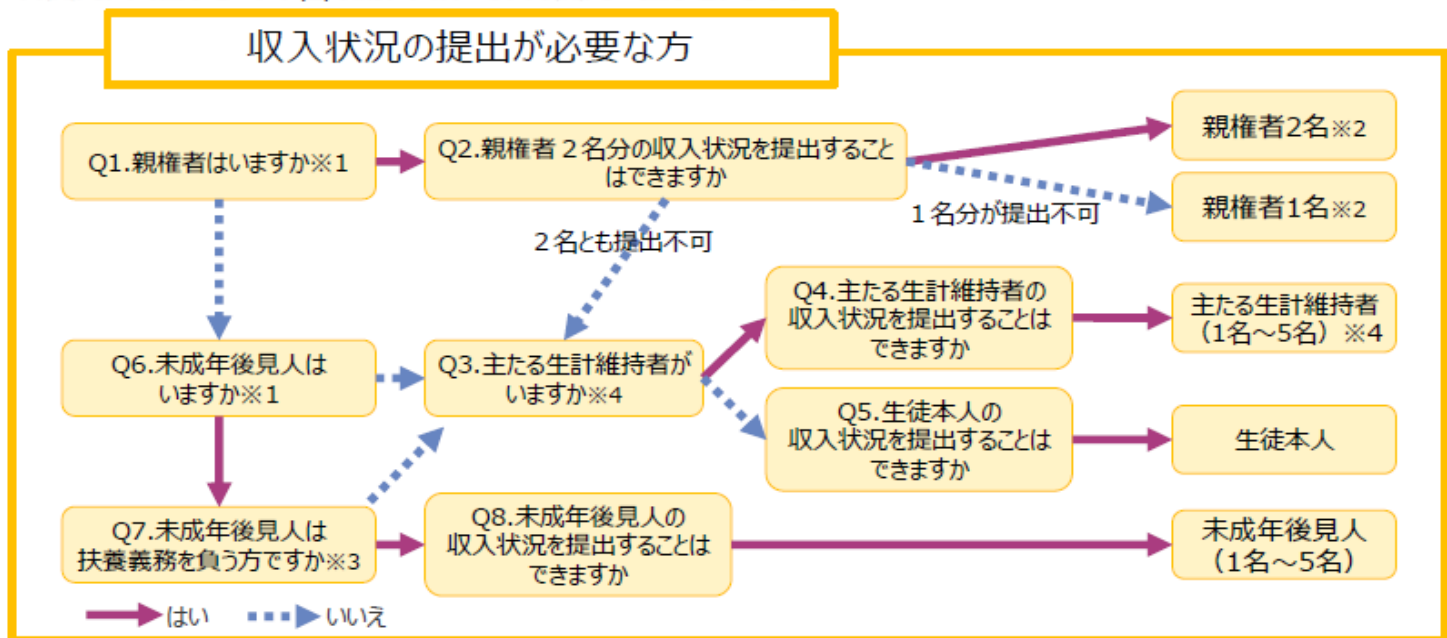 収入状況の提出が必要な方
Q1.親権者はいますか※1
Q2.親権者２名分の収入状況を提出すること
はできますか
親権者2名※2
１名分が提出不可
親権者1名※2
２名とも提出不可
Q6.未成年後見人は
いますか※1
Q3.主たる生計維持者が
いますか※4
Q4.主たる生計維持者の
収入状況を提出することは
できますか
主たる生計維持者
（1名～5名）※4
Q5.生徒本人の
収入状況を提出することは
できますか
生徒本人
Q7.未成年後見人は
扶養義務を負う方ですか※3
Q8.未成年後見人の
収入状況を提出することは
できますか
未成年後見人
（1名～5名）
はい
いいえ